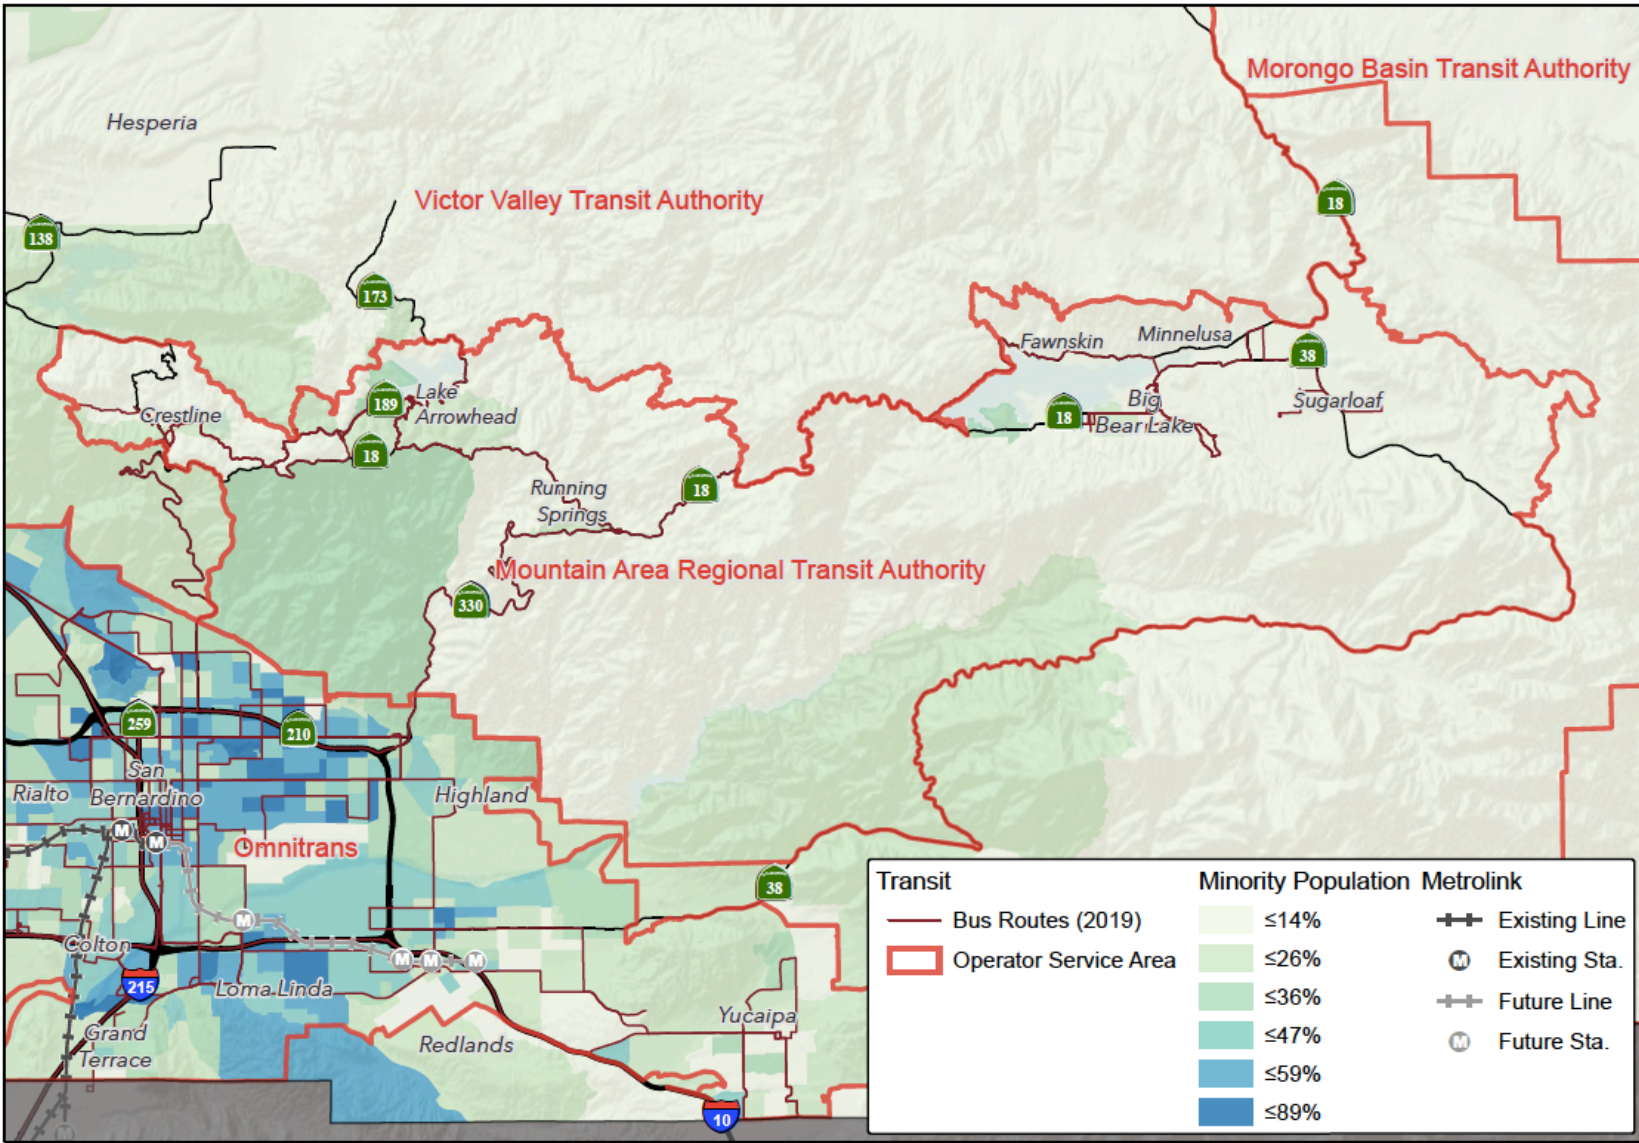 Morongo Basin Transit Authority
Hesperia
Victor Valley Transit Authority
18
138
173
Fawnskin
Minnelusa
38
189
Lake
Arrowhead
Crestline
18
Big
Bear Lake
Sugarloaf
18
18
Running
Springs
Mountain Area Regional Transit Authority
330
259
210
San
Bernardino
Rialto
Highland
M
M
Omnitrans
38
M
Colton
M
M
M
215
Loma Linda
Grand
Terrace
Redlands
Yucaipa
10
M
Transit
Bus Routes (2019)
Operator Service Area
Minority Population
≤14%
≤26%
≤36%
≤47%
≤59%
≤89%
Metrolink
Existing Line
M Existing Sta.
Future Line
M Future Sta.